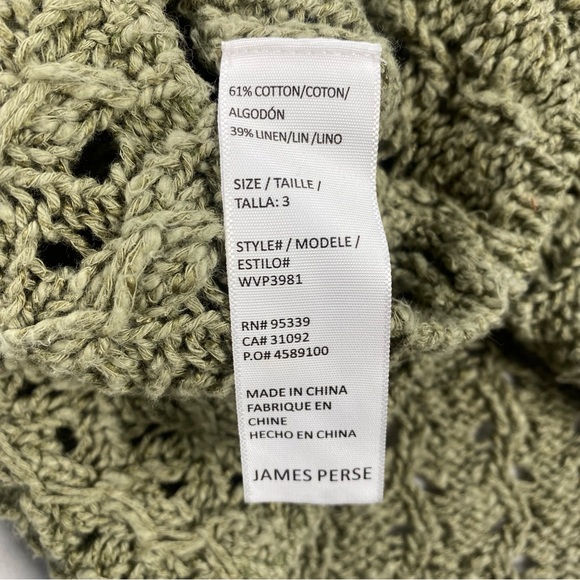 61% COTTON/COTON/
ALGODÓN
39% LINEN/LIN/LINO
SIZE / TAILLE /
TALLA: 3
STYLE# / MODELE /
ESTILO#
WVP3981
RN# 95339
CA# 31092
P.O# 4589100
MADE IN CHINA
FABRIQUE EN
CHINE
HECHO EN CHINA
JAMES PERSE